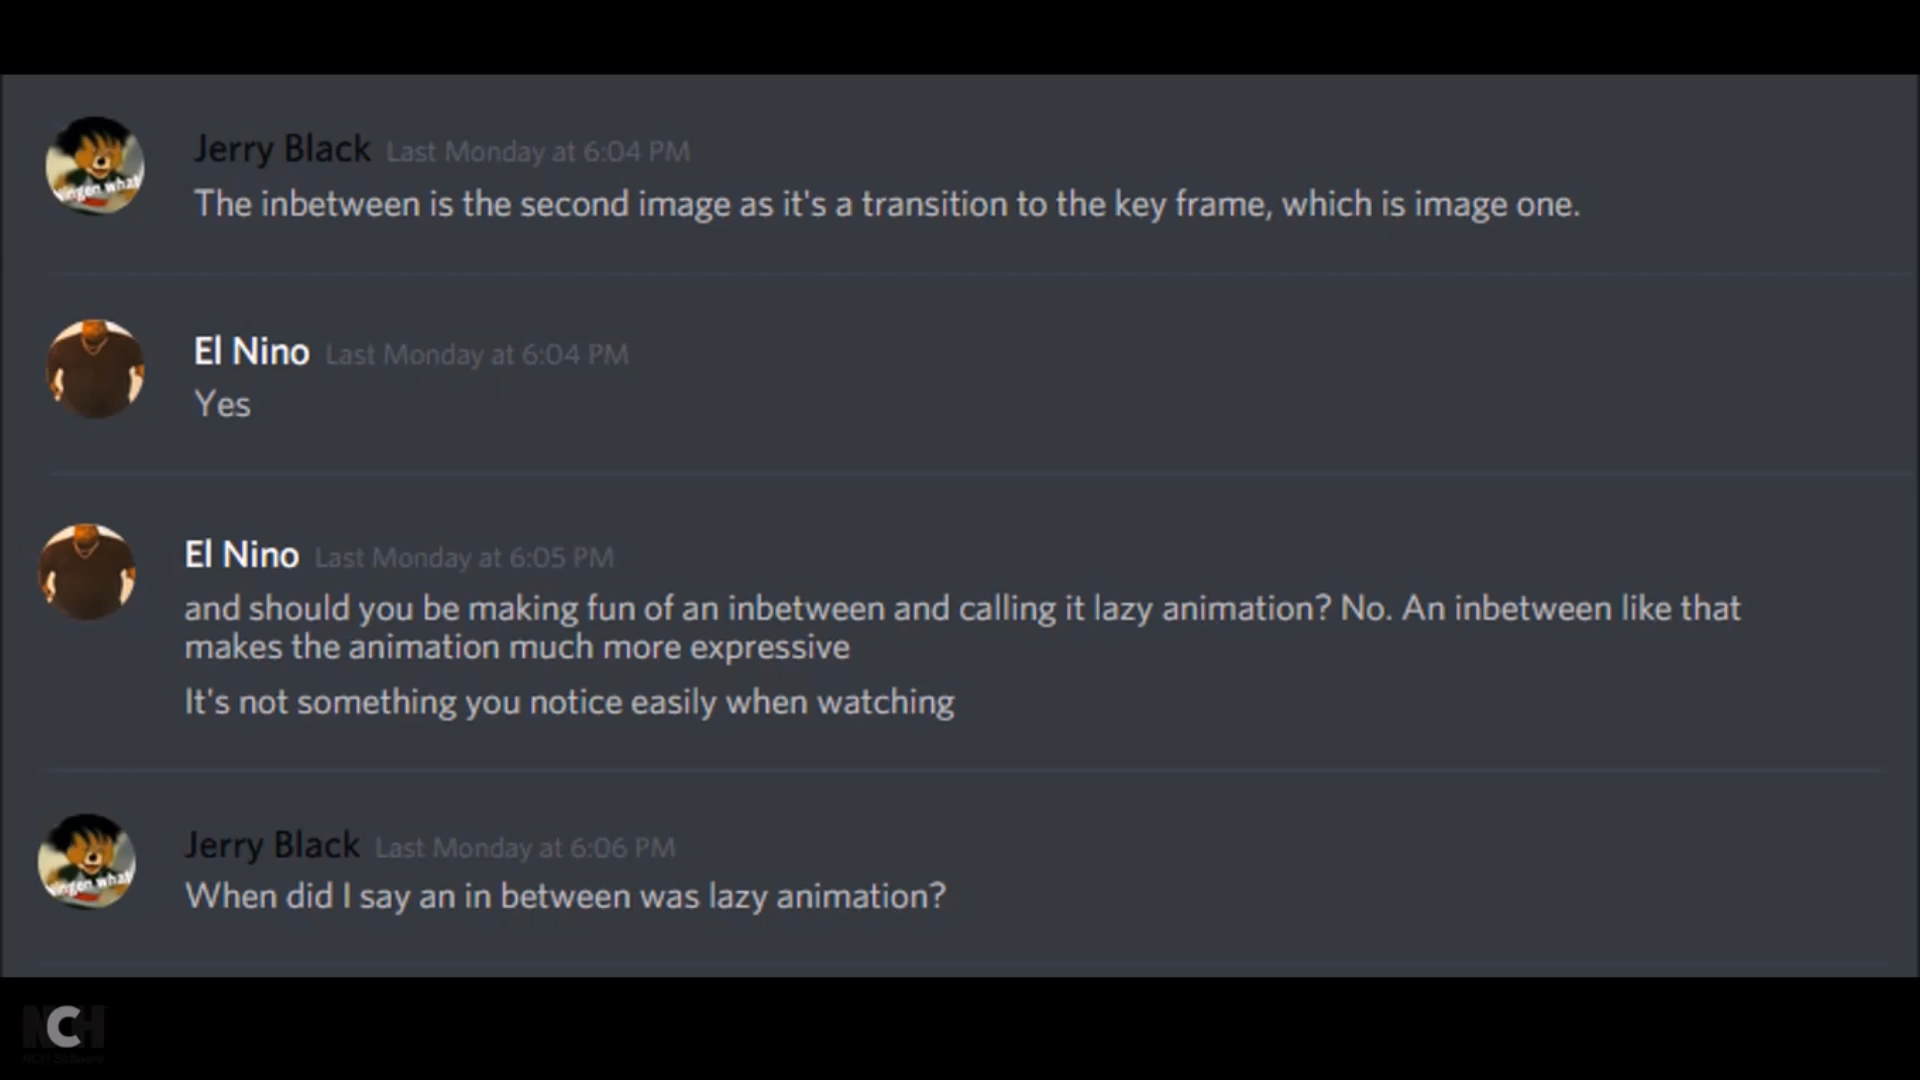 Jerry Black Last Monday at 6:04 PM
The inbetween is the second image as it's a transition to the key frame, which is image one.
El Nino Last Monday at 6:04 PM
Yes
El Nino Last Monday at 6:05 PM
and should you be making fun of an inbetween and calling it lazy animation? No. An inbetween like that
makes the animation much more expressive
It's not something you notice easily when watching
Jerry Black Last Monday at 6:06 PM
When did I say an in between was lazy animation?
NCH
NCH Software